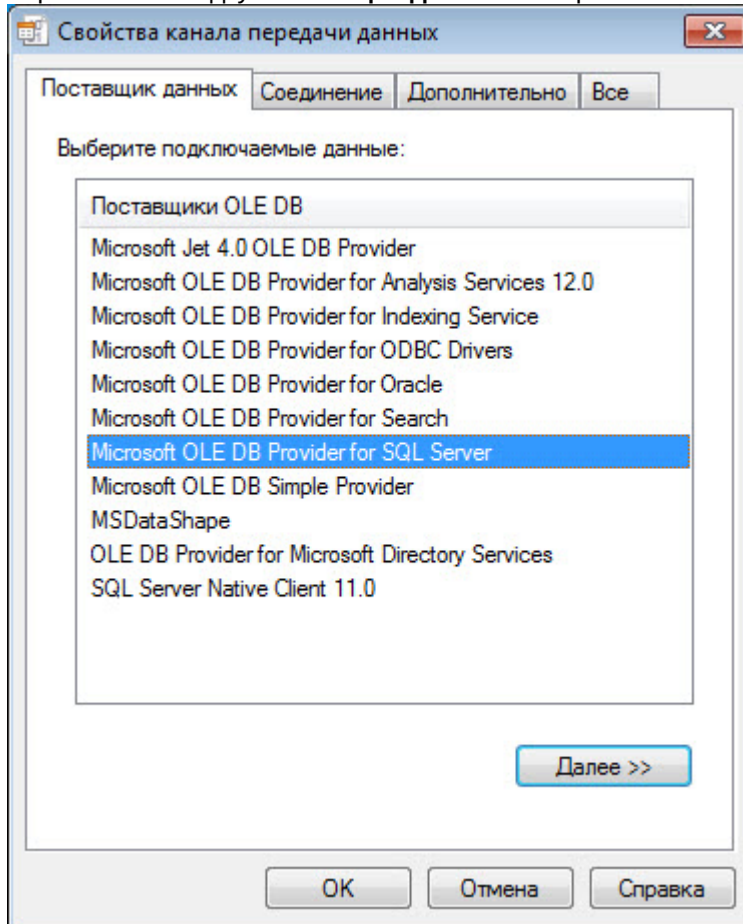 Свойства канала передачи данных
Поставщик данных Соединение Дополнительно Все
Выберите подключаемые данные:
Поставщики OLE DB
Microsoft Jet 4.0 OLE DB Provider
Microsoft OLE DB Provider for Analysis Services 12.0
Microsoft OLE DB Provider for Indexing Service
Microsoft OLE DB Provider for ODBC Drivers
Microsoft OLE DB Provider for Oracle
Microsoft OLE DB Provider for Search
Microsoft OLE DB Provider for SQL Server
Microsoft OLE DB Simple Provider
MSDataShape
OLE DB Provider for Microsoft Directory Services
SQL Server Native Client 11.0
Далее >>
OK Отмена Справка